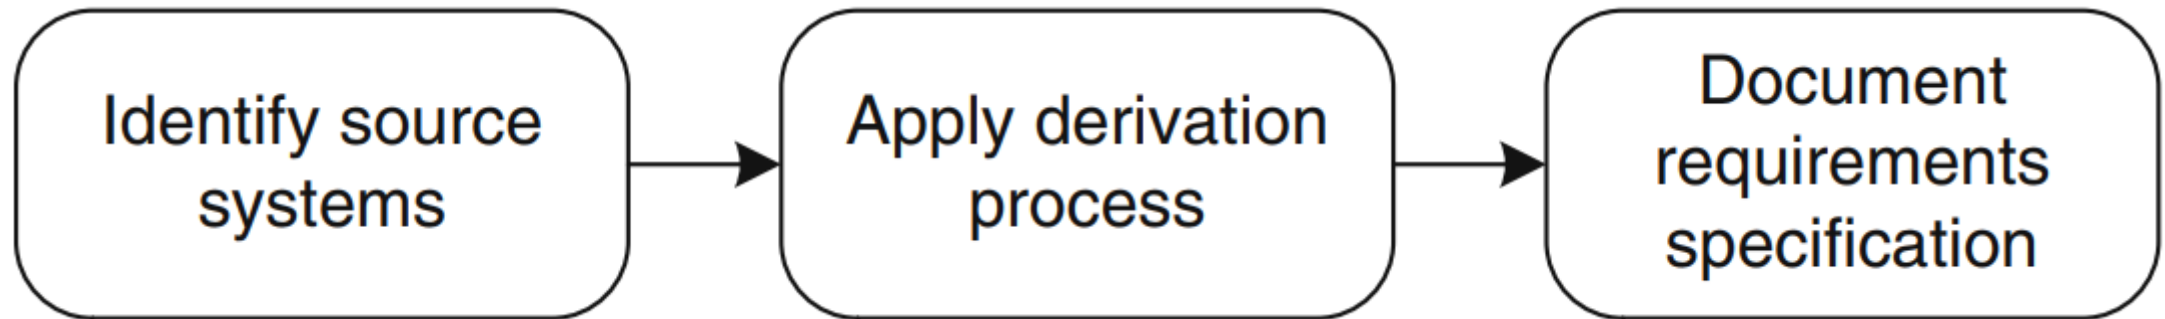 Identify source
systems
Apply derivation
process
Document
requirements
specification